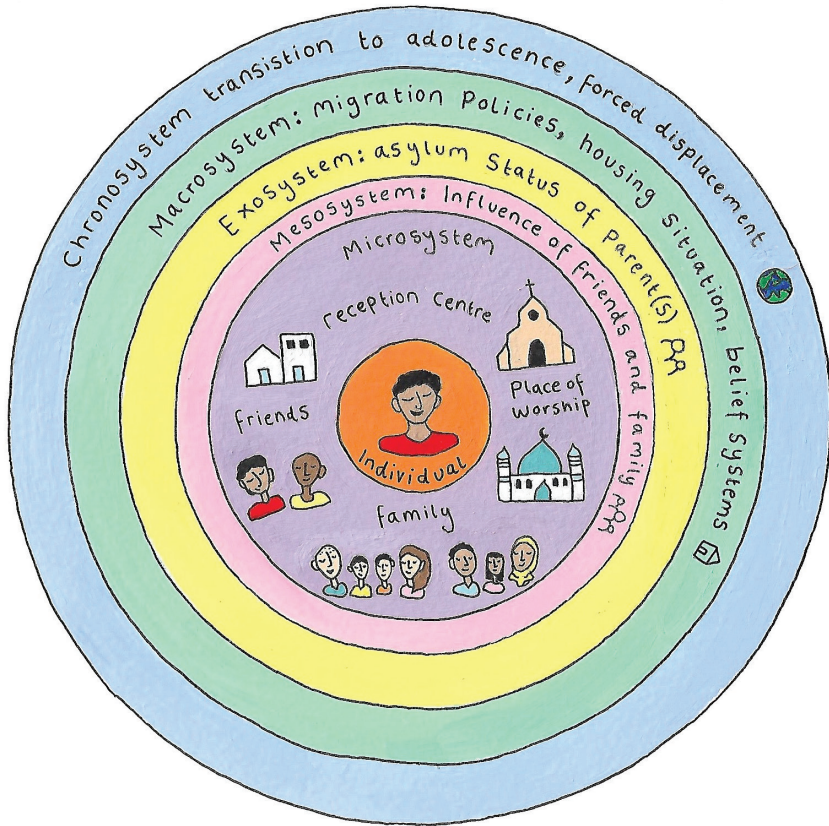 Chronosystem transistion to adolescence, forced displacement
Macrosystem: Migration Policies, housing Situation, belief Systems
Exosystem: asylum Status of Parent(s)
Mesosystem: Influence of friends and family
Microsystem
reception Centre
Place of
worship
friends
Individual
family